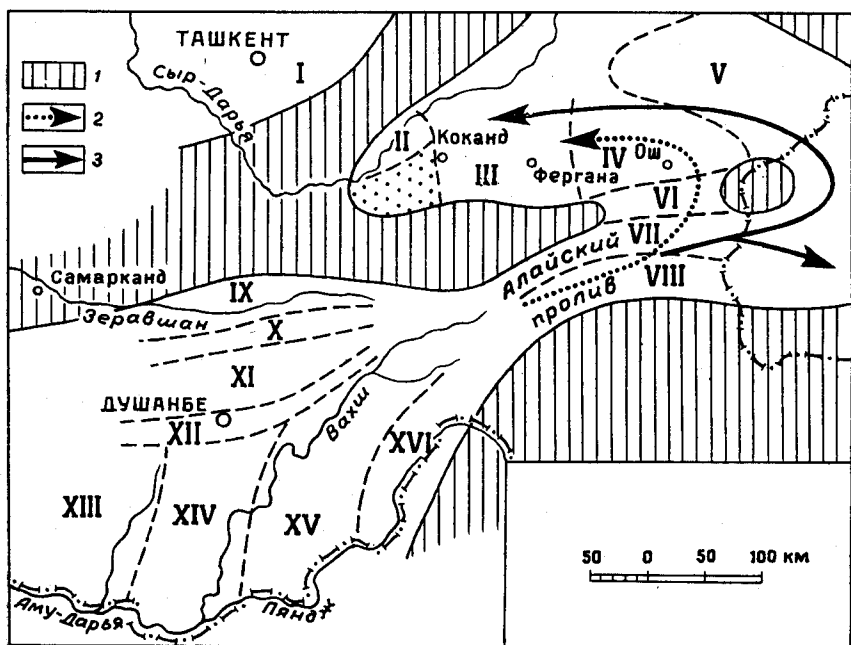 ТАШКЕНТ
I
V
1
Сыр-Дарья
2
II
Коканд
Ош
IV
3
III
Фергана
VI
Алайский
VII
пролив
VIII
Самарканд
IX
Зеравшан
X
XI
ДУШАНБЕ
Вахш
XII
XVI
XIII
XIV
XV
50 0 50 100 км
Аму-Дарья
Пяндж